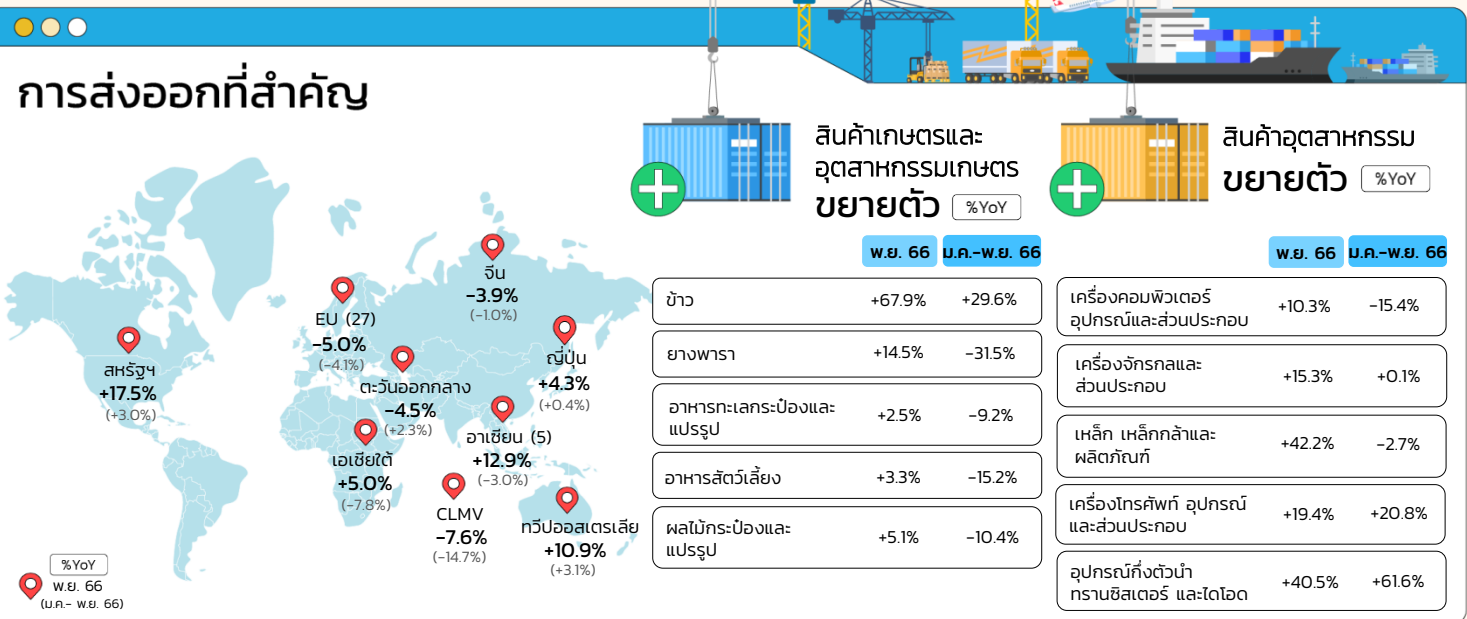 การส่งออกที่สำคัญ
สหรัฐฯ
+17.5%
(+3.0%)
EU (27)
-5.0%
(-4.1%)
จีน
-3.9%
(-1.0%)
ญี่ปุ่น
+4.3%
(+0.4%)
ตะวันออกกลาง
-4.5%
(+2.3%)
เอเชียใต้
+5.0%
(-7.8%)
อาเซียน (5)
+12.9%
(-3.0%)
CLMV
-7.6%
(-14.7%)
ทวีปออสเตรเลีย
+10.9%
(+3.1%)
%YoY
พ.ย. 66
(ม.ค.- พ.ย. 66)
สินค้าเกษตรและ
อุตสาหกรรมเกษตร
ขยายตัว %YoY
พ.ย. 66 ม.ค.-พ.ย. 66
ข้าว +67.9% +29.6%
ยางพารา +14.5% -31.5%
อาหารทะเลกระป๋องและ
แปรรูป +2.5% -9.2%
อาหารสัตว์เลี้ยง +3.3% -15.2%
ผลไม้กระป๋องและ
แปรรูป +5.1% -10.4%
สินค้าอุตสาหกรรม
ขยายตัว %YoY
พ.ย. 66 ม.ค.-พ.ย. 66
เครื่องคอมพิวเตอร์
อุปกรณ์และส่วนประกอบ +10.3% -15.4%
เครื่องจักรกลและ
ส่วนประกอบ +15.3% +0.1%
เหล็ก เหล็กกล้าและ
ผลิตภัณฑ์ +42.2% -2.7%
เครื่องโทรศัพท์ อุปกรณ์
และส่วนประกอบ +19.4% +20.8%
อุปกรณ์กึ่งตัวนำ
ทรานซิสเตอร์ และไดโอด +40.5% +61.6%